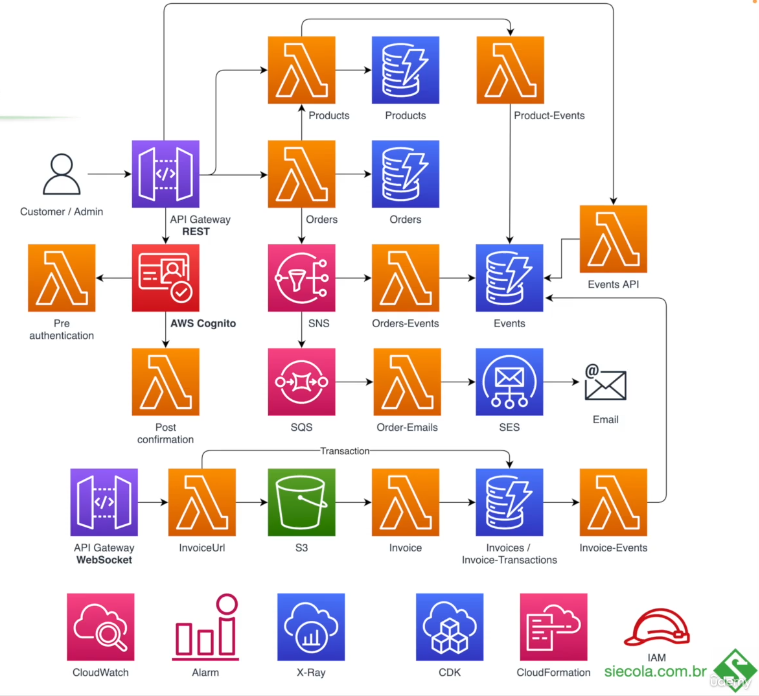 Products
Products
Product-Events
Customer / Admin
API Gateway
REST
Orders
Orders
Events API
Pre
authentication
AWS Cognito
SNS
Orders-Events
Events
Post
confirmation
SQS
Order-Emails
SES
@
Email
Transaction
API Gateway
WebSocket
InvoiceUrl
S3
Invoice
Invoices /
Invoice-Transactions
Invoice-Events
CloudWatch
Alarm
X-Ray
CDK
CloudFormation
IAM
siecola.com.br